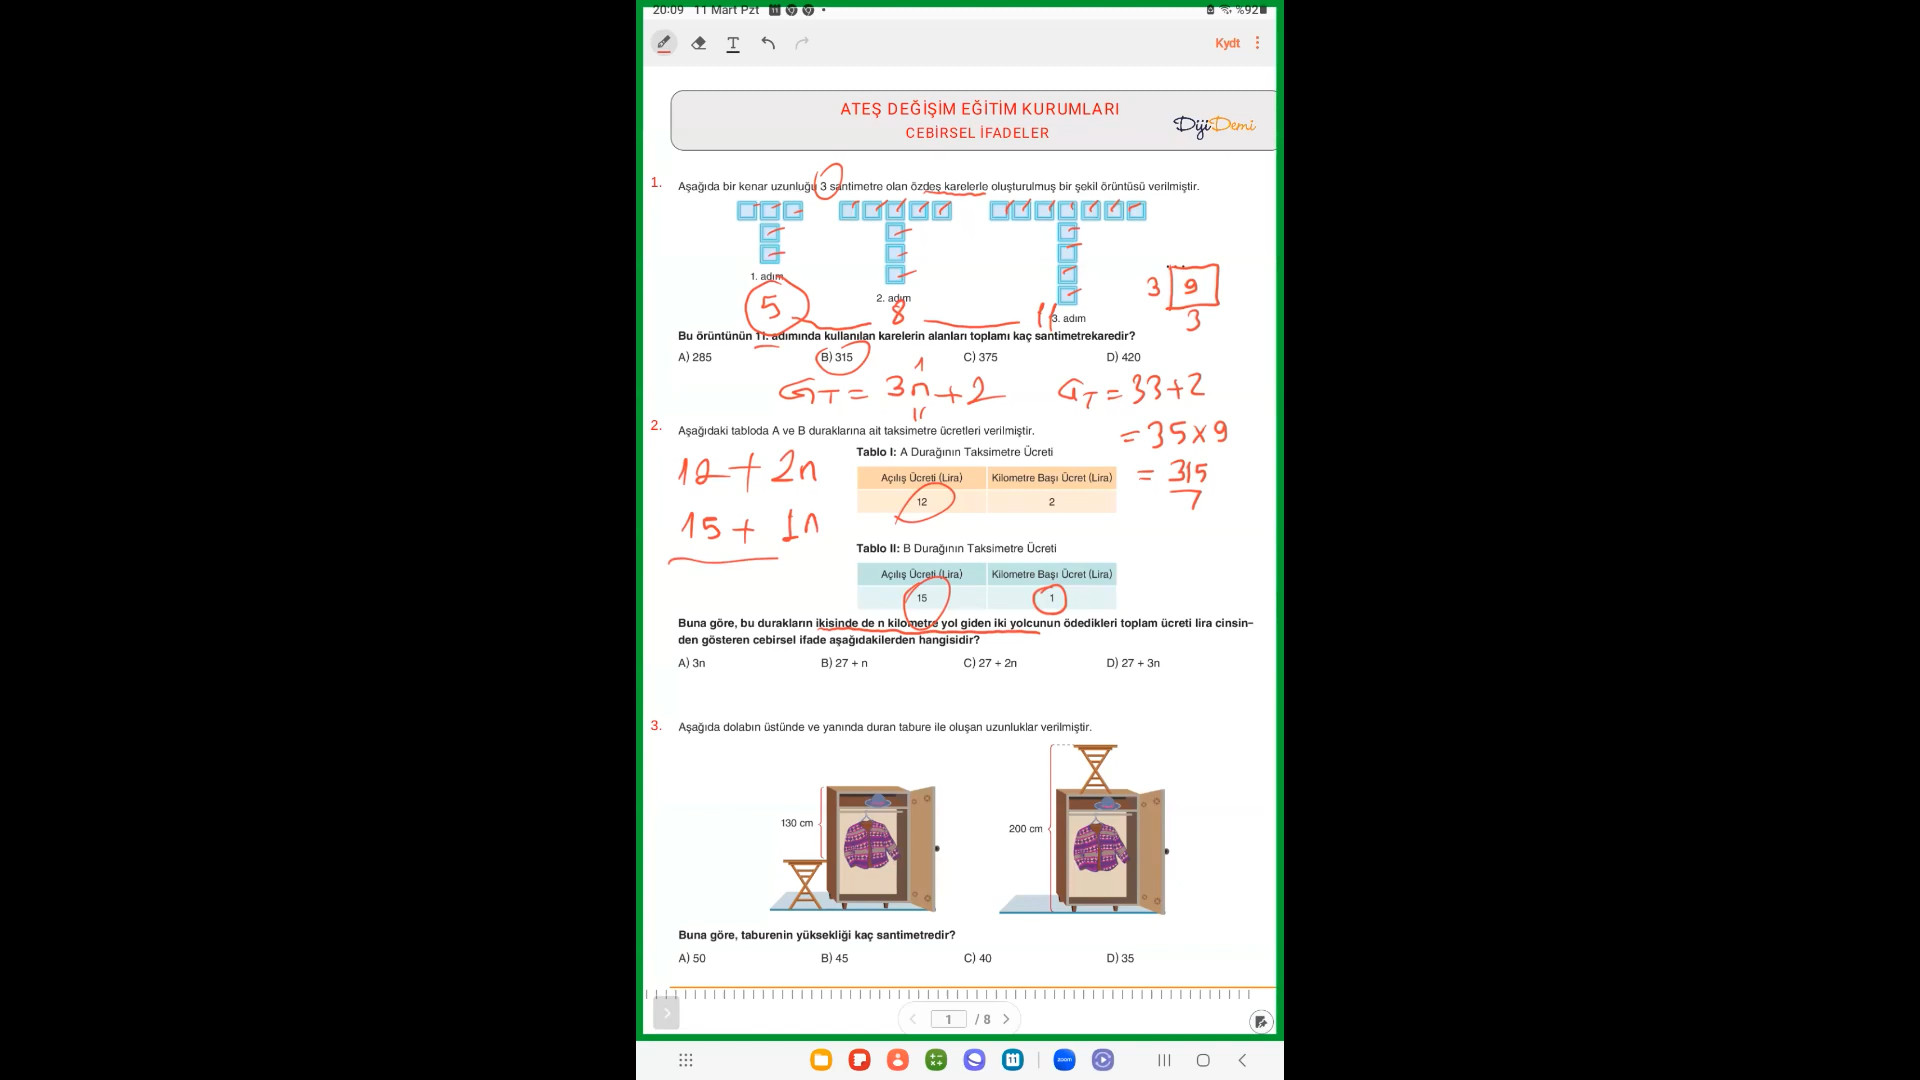 20:09 11 Mart Pzt
%92
Kydt
ATEŞ DEĞİŞİM EĞİTİM KURUMLARI
CEBİRSEL İFADELER
DijiDemi
1. Aşağıda bir kenar uzunluğu 3 santimetre olan özdeş karelerle oluşturulmuş bir şekil örüntüsü verilmiştir.
1. adım
2. adım
3. adım
...
5 8 11
3 9
3
Bu örüntünün 11. adımında kullanılan karelerin alanları toplamı kaç santimetrekaredir?
A) 285 B) 315 C) 375 D) 420
1
GT = 3n + 2
11
GT = 33+2
= 35 x 9
= 315
2. Aşağıdaki tabloda A ve B duraklarına ait taksimetre ücretleri verilmiştir.
12 + 2n
15 + 1n
Tablo I: A Durağının Taksimetre Ücreti
Açılış Ücreti (Lira) Kilometre Başı Ücret (Lira)
12 2
Tablo II: B Durağının Taksimetre Ücreti
Açılış Ücreti (Lira) Kilometre Başı Ücret (Lira)
15 1
Buna göre, bu durakların ikisinde de n kilometre yol giden iki yolcunun ödedikleri toplam ücreti lira cinsin-
den gösteren cebirsel ifade aşağıdakilerden hangisidir?
A) 3n B) 27 + n C) 27 + 2n D) 27 + 3n
3. Aşağıda dolabın üstünde ve yanında duran tabure ile oluşan uzunluklar verilmiştir.
130 cm
200 cm
Buna göre, taburenin yüksekliği kaç santimetredir?
A) 50 B) 45 C) 40 D) 35
1 / 8
11
zoom